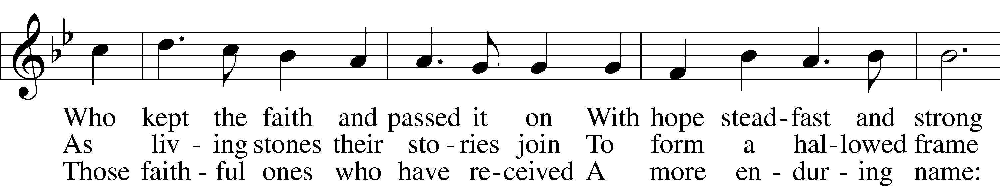 Who kept the faith and passed it on With hope stead-fast and strong
As liv - ing stones their sto - ries join To form a hal-lowed frame
Those faith - ful ones who have re-ceived A more en - dur - ing name: